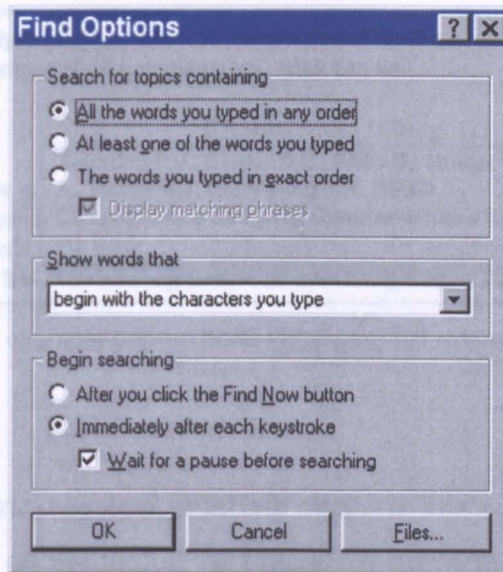 Find Options
Search for topics containing
All the words you typed in any order
At least one of the words you typed
The words you typed in exact order
Display matching phrases
Show words that
begin with the characters you type
Begin searching
After you click the Find Now button
Immediately after each keystroke
Wait for a pause before searching
OK Cancel Files...